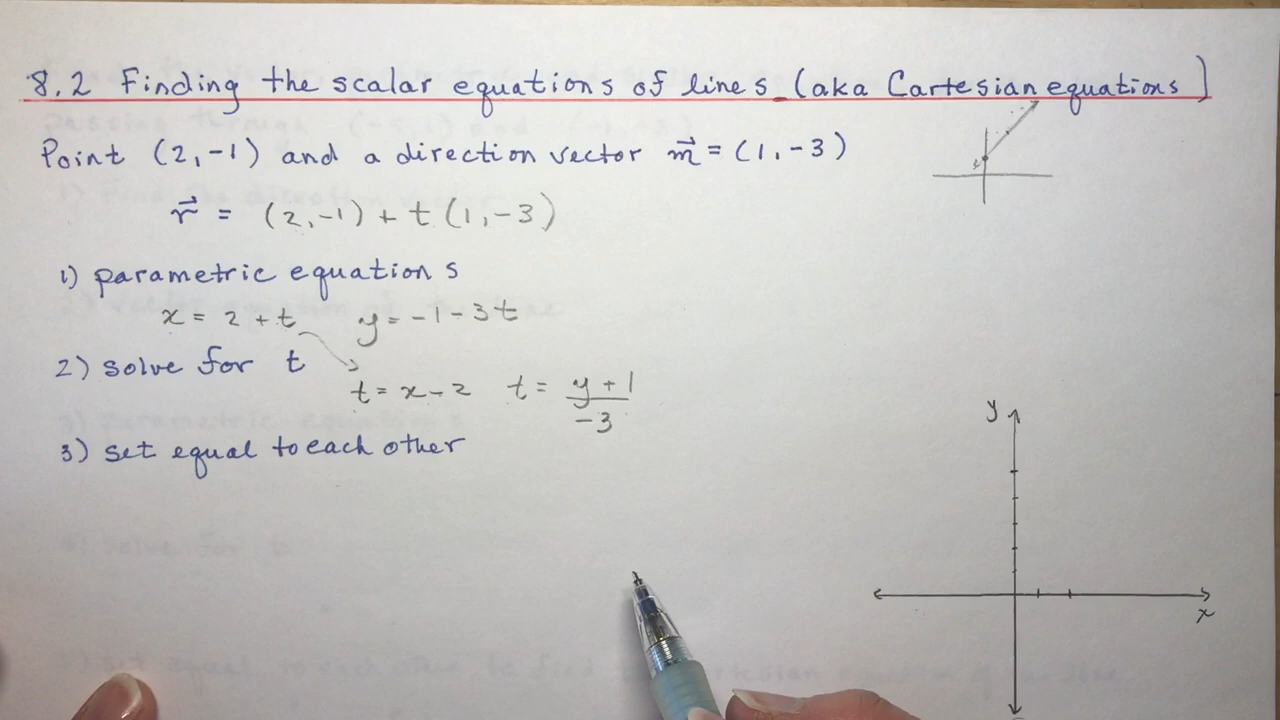 8.2 Finding the scalar equations of lines (aka Cartesian equations)
Point (2,-1) and a direction vector m⃗ = (1,-3)
r⃗ = (2,-1) + t (1,-3)
1) parametric equations
x = 2 + t   y = -1 - 3t
2) solve for t
t = x - 2   t = y + 1 / -3
3) set equal to each other
y
x